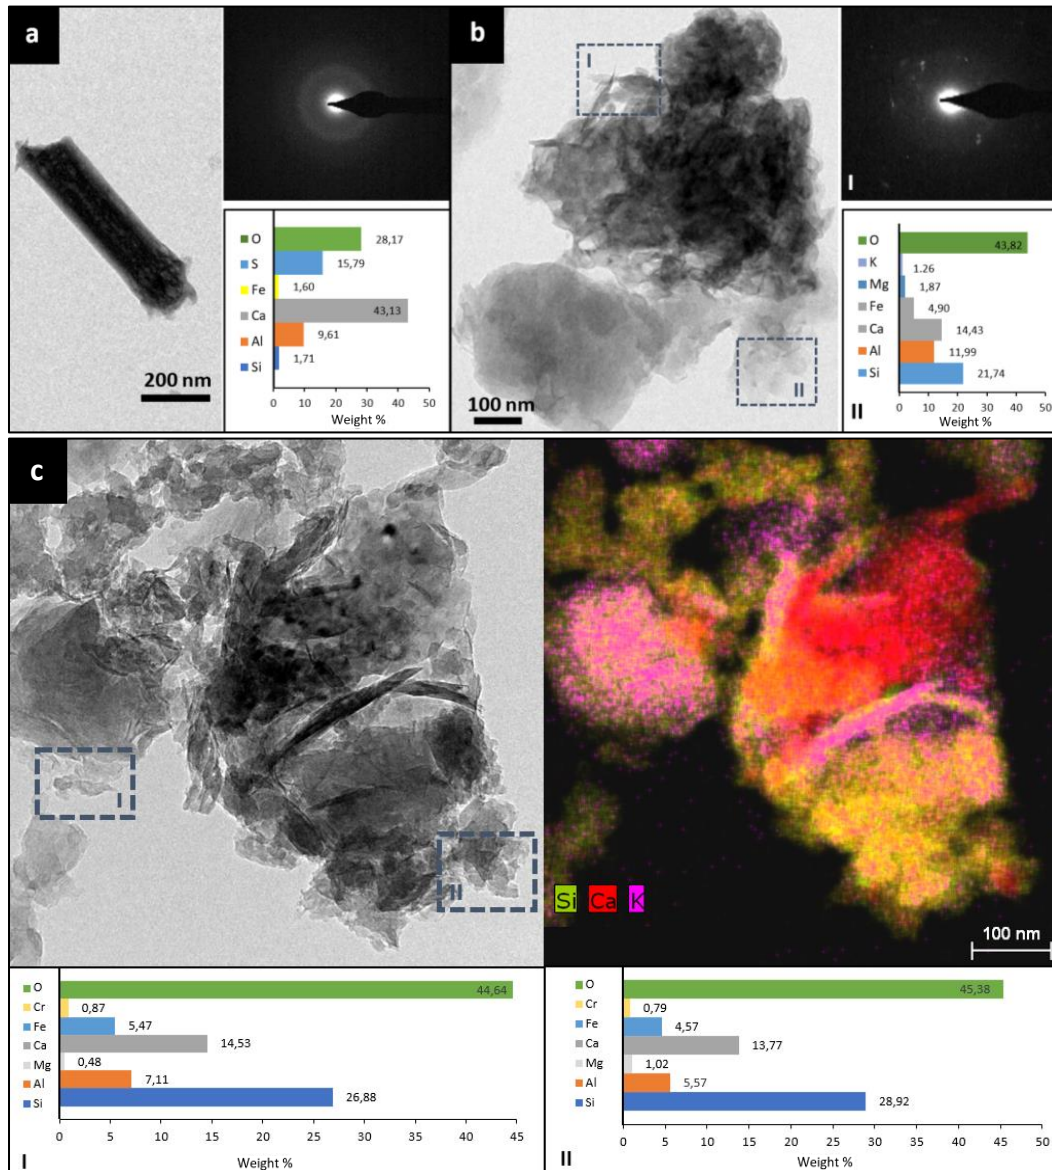 a
200 nm
O 28,17
S 15,79
Fe 1,60
Ca 43,13
Al 9,61
Si 1,71
0 10 20 30 40 50
Weight %
b
I
II
100 nm
I
O 43,82
K 1.26
Mg 1,87
Fe 4,90
Ca 14,43
Al 11,99
Si 21,74
0 10 20 30 40 50
II Weight %
c
I
II
Si Ca K
100 nm
O 44,64
Cr 0,87
Fe 5,47
Ca 14,53
Mg 0,48
Al 7,11
Si 26,88
0 5 10 15 20 25 30 35 40 45
I Weight %
O 45,38
Cr 0,79
Fe 4,57
Ca 13,77
Mg 1,02
Al 5,57
Si 28,92
0 5 10 15 20 25 30 35 40 45 50
II Weight %